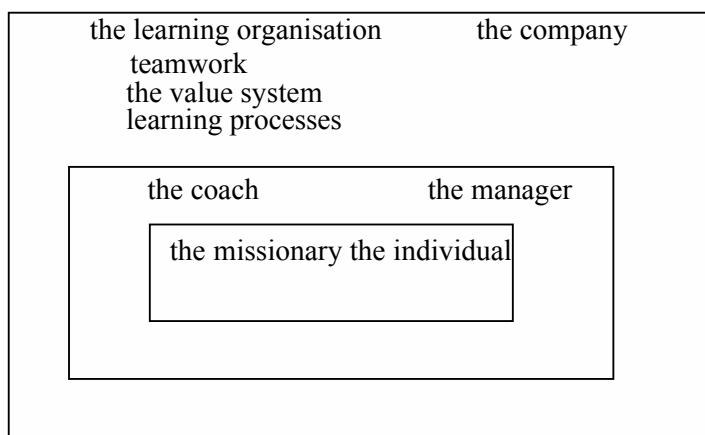 the learning organisation the company
teamwork
the value system
learning processes
the coach the manager
the missionary the individual